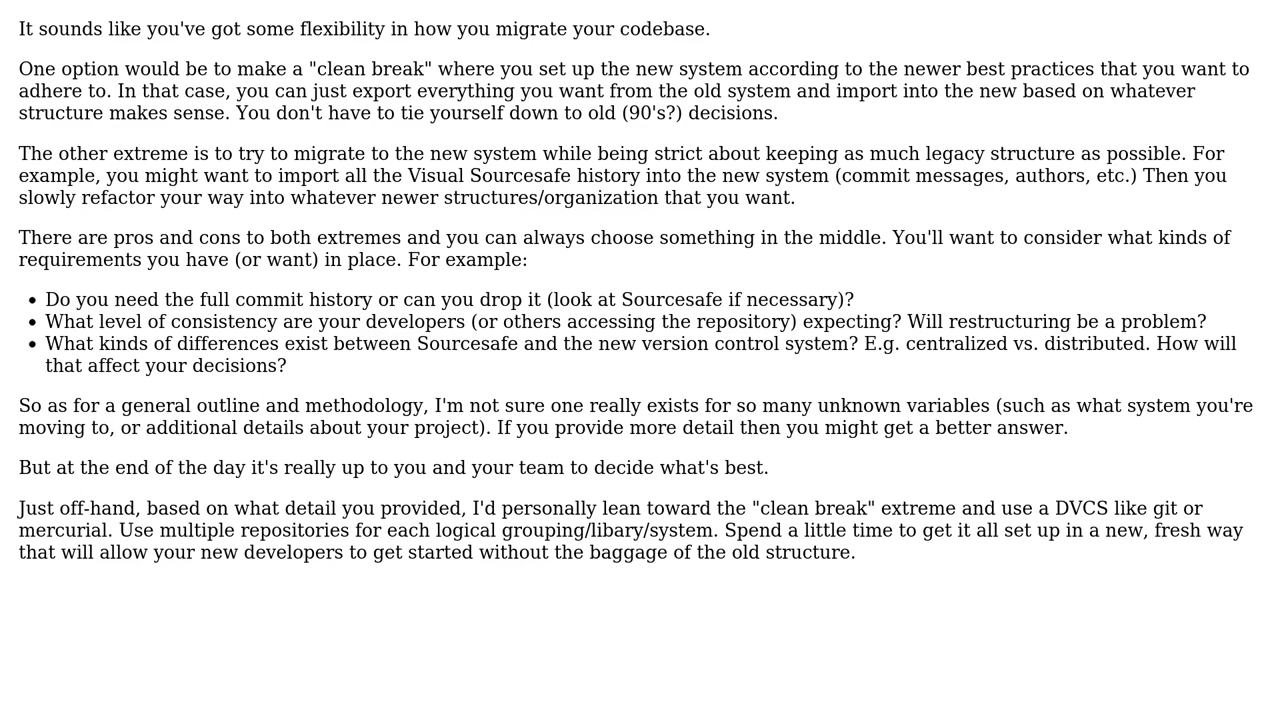 It sounds like you've got some flexibility in how you migrate your codebase.
One option would be to make a "clean break" where you set up the new system according to the newer best practices that you want to
adhere to. In that case, you can just export everything you want from the old system and import into the new based on whatever
structure makes sense. You don't have to tie yourself down to old (90's?) decisions.
The other extreme is to try to migrate to the new system while being strict about keeping as much legacy structure as possible. For
example, you might want to import all the Visual Sourcesafe history into the new system (commit messages, authors, etc.) Then you
slowly refactor your way into whatever newer structures/organization that you want.
There are pros and cons to both extremes and you can always choose something in the middle. You'll want to consider what kinds of
requirements you have (or want) in place. For example:
• Do you need the full commit history or can you drop it (look at Sourcesafe if necessary)?
• What level of consistency are your developers (or others accessing the repository) expecting? Will restructuring be a problem?
• What kinds of differences exist between Sourcesafe and the new version control system? E.g. centralized vs. distributed. How will
that affect your decisions?
So as for a general outline and methodology, I'm not sure one really exists for so many unknown variables (such as what system you're
moving to, or additional details about your project). If you provide more detail then you might get a better answer.
But at the end of the day it's really up to you and your team to decide what's best.
Just off-hand, based on what detail you provided, I'd personally lean toward the "clean break" extreme and use a DVCS like git or
mercurial. Use multiple repositories for each logical grouping/libary/system. Spend a little time to get it all set up in a new, fresh way
that will allow your new developers to get started without the baggage of the old structure.